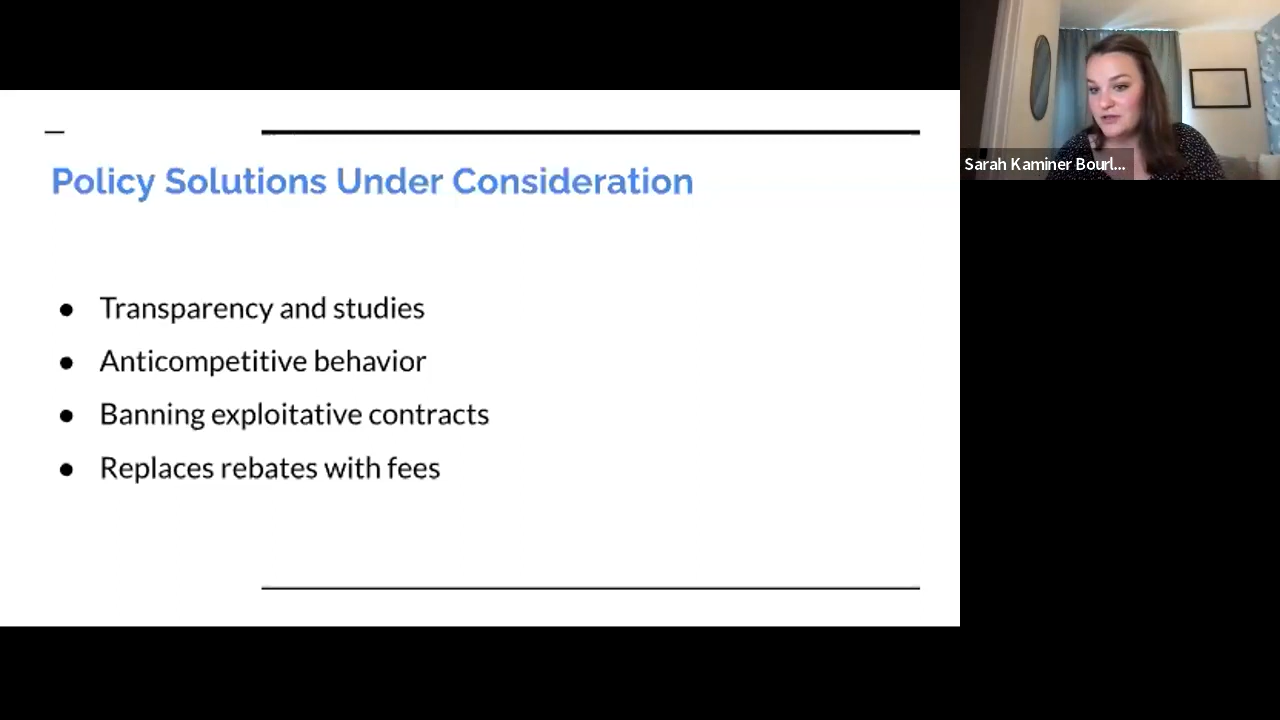 Policy Solutions Under Consideration
● Transparency and studies
● Anticompetitive behavior
● Banning exploitative contracts
● Replaces rebates with fees
Sarah Kaminer Bourl...